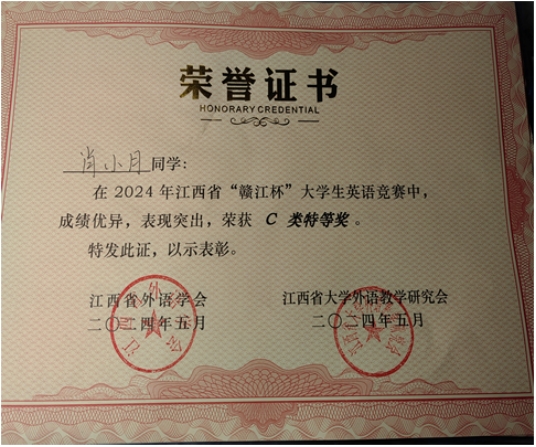 荣誉证书
HONORARY CREDENTIAL
肖小月同学:
在2024年江西省“赣江杯”大学生英语竞赛中,
成绩优异,表现突出,荣获 C 类特等奖。
特发此证,以示表彰。
江西省外语学会
二〇二四年五月
江西省大学外语教学研究会
二〇二四年五月